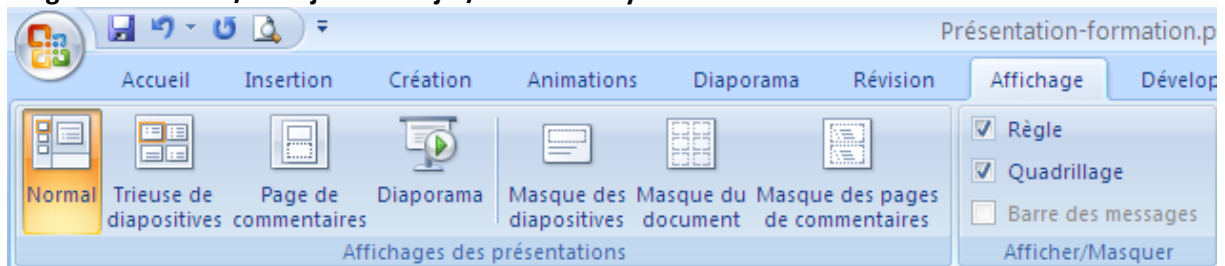 Présentation-formation.p
Accueil Insertion Création Animations Diaporama Révision Affichage Dévelop
Normal Trieuse de diapositives Page de commentaires Diaporama Masque des diapositives Masque du document Masque des pages de commentaires
Règle
Quadrillage
Barre des messages
Affichages des présentations Afficher/Masquer